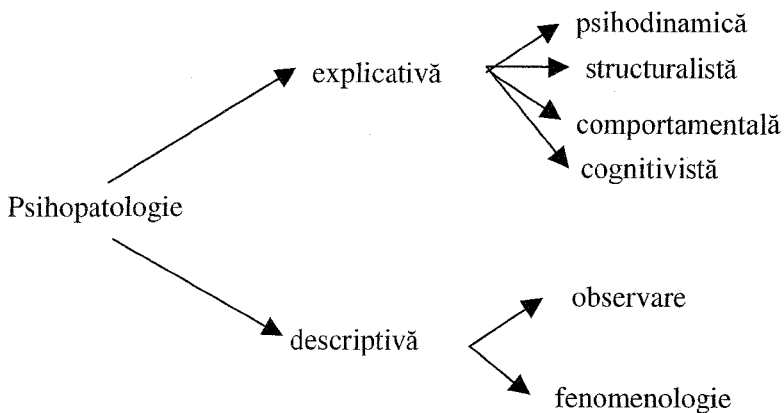 psihodinamică
explicativă
structuralistă
comportamentală
cognitivistă
Psihopatologie
observare
descriptivă
fenomenologie